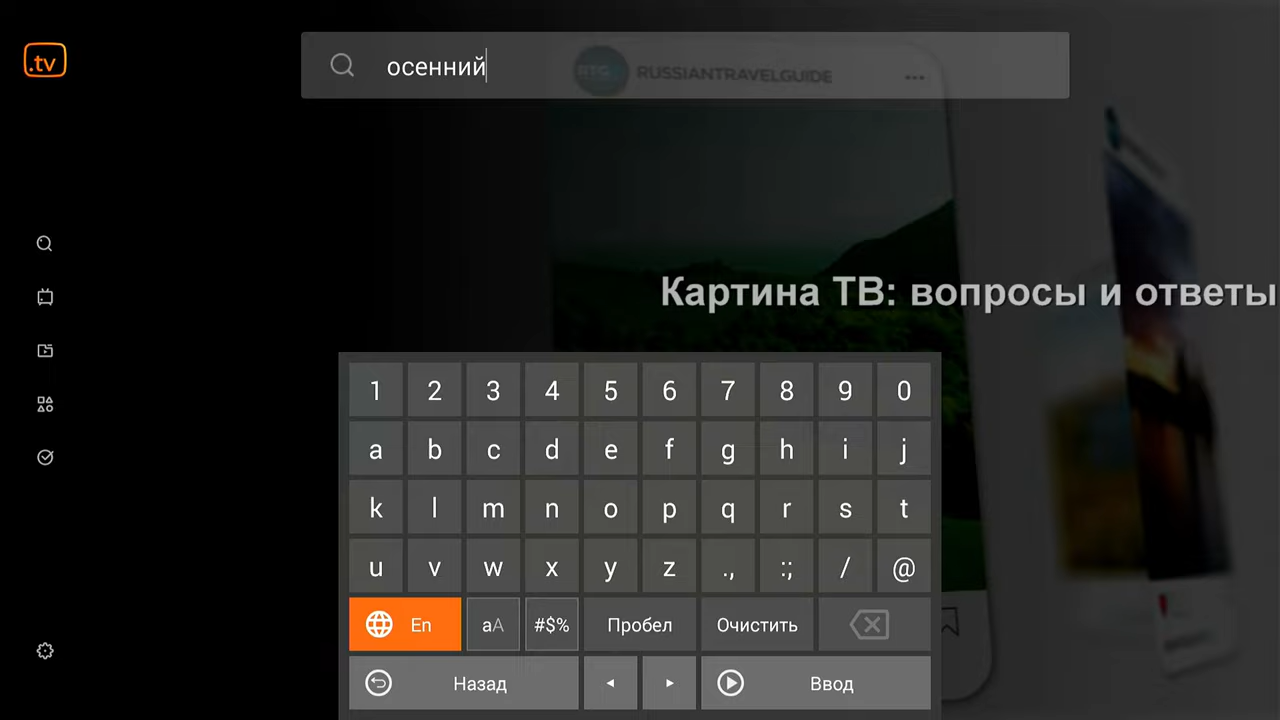 .tv
осенний
RUSSIANTRAVELGUIDE
Картина ТВ: вопросы и ответы
1 2 3 4 5 6 7 8 9 0
a b c d e f g h i j
k l m n o p q r s t
u v w x y z ., :; / @
En aA #$% Пробел Очистить
Назад Ввод